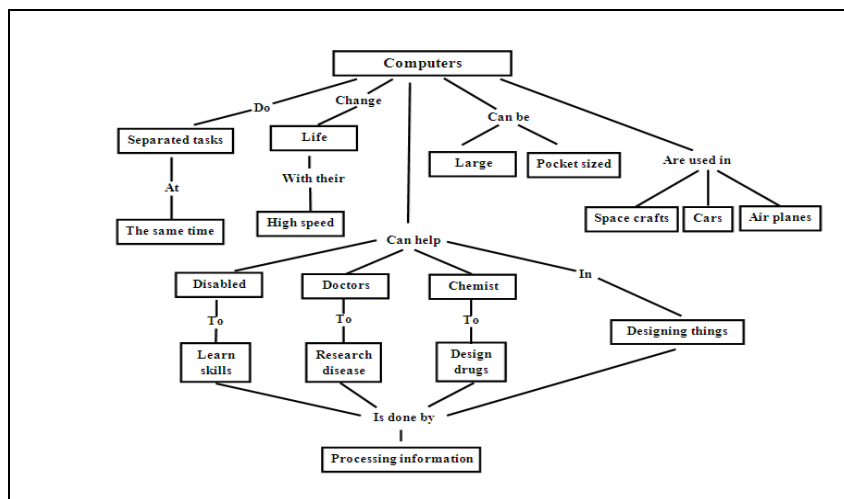 Computers
Do
Change
Can be
Are used in
Separated tasks
Life
Large
Pocket sized
At
With their
The same time
High speed
Space crafts
Cars
Air planes
Can help
In
Disabled
Doctors
Chemist
To
To
To
Designing things
Learn
skills
Research
disease
Design
drugs
Is done by
Processing information